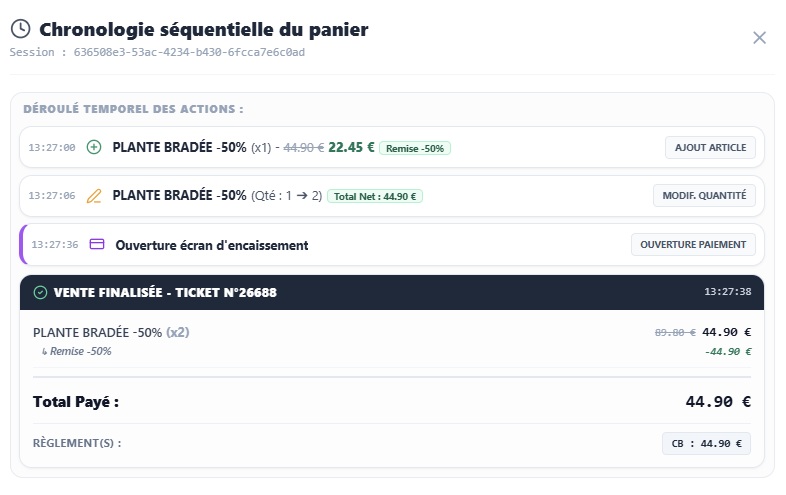 Chronologie séquentielle du panier
Session : 636508e3-53ac-4234-b430-6fcca7e6c0ad
DÉROULÉ TEMPOREL DES ACTIONS :
13:27:00 PLANTE BRADÉE -50% (x1) - 44.90 € 22.45 € Remise -50% AJOUT ARTICLE
13:27:06 PLANTE BRADÉE -50% (Qté : 1 → 2) Total Net : 44.90 € MODIF. QUANTITÉ
13:27:36 Ouverture écran d'encaissement OUVERTURE PAIEMENT
VENTE FINALISÉE - TICKET N°26688 13:27:38
PLANTE BRADÉE -50% (x2) 89.80 € 44.90 €
↳ Remise -50% -44.90 €
Total Payé : 44.90 €
RÈGLEMENT(S) : CB : 44.90 €